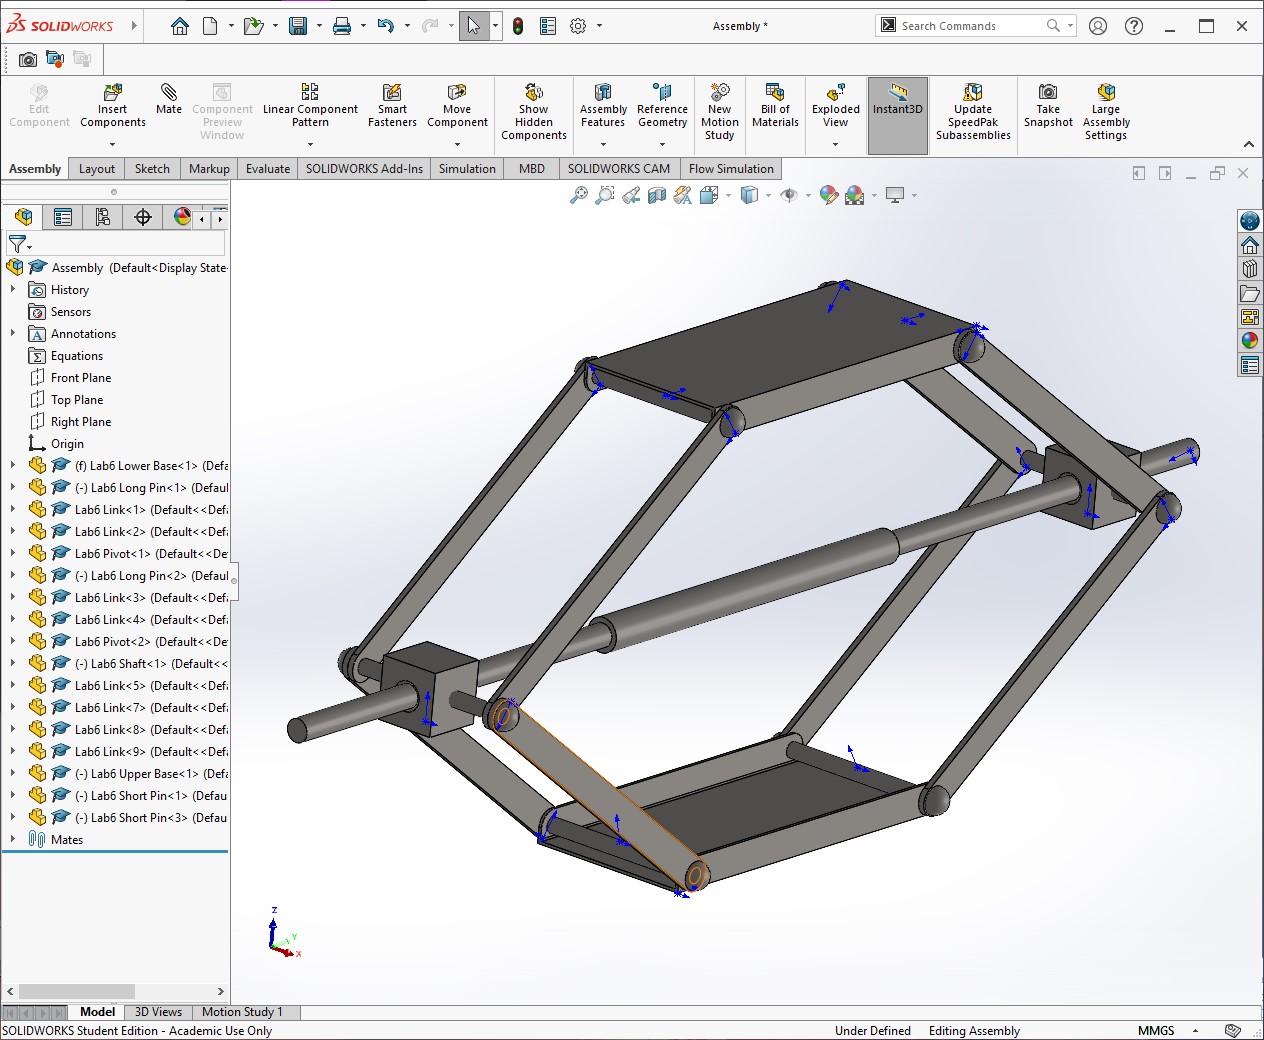 SOLIDWORKS
Assembly *
Search Commands
Edit Component
Insert Components
Mate
Component Preview Window
Linear Component Pattern
Smart Fasteners
Move Component
Show Hidden Components
Assembly Features
Reference Geometry
New Motion Study
Bill of Materials
Exploded View
Instant3D
Update SpeedPak Subassemblies
Take Snapshot
Large Assembly Settings
Assembly
Layout
Sketch
Markup
Evaluate
SOLIDWORKS Add-Ins
Simulation
MBD
SOLIDWORKS CAM
Flow Simulation
Assembly (Default<Display State-
History
Sensors
Annotations
Equations
Front Plane
Top Plane
Right Plane
Origin
(f) Lab6 Lower Base<1> (Defa
(-) Lab6 Long Pin<1> (Defaul
Lab6 Link<1> (Default<<Defa
Lab6 Link<2> (Default<<Defa
Lab6 Pivot<1> (Default<<De
(-) Lab6 Long Pin<2> (Defaul
Lab6 Link<3> (Default<<Defa
Lab6 Link<4> (Default<<Defa
Lab6 Pivot<2> (Default<<De
(-) Lab6 Shaft<1> (Default<<
Lab6 Link<5> (Default<<Defa
Lab6 Link<7> (Default<<Defa
Lab6 Link<8> (Default<<Defa
Lab6 Link<9> (Default<<Defa
(-) Lab6 Upper Base<1> (Defa
(-) Lab6 Short Pin<1> (Defau
(-) Lab6 Short Pin<3> (Defau
Mates
Z
Y
X
Model
3D Views
Motion Study 1
SOLIDWORKS Student Edition - Academic Use Only
Under Defined
Editing Assembly
MMGS